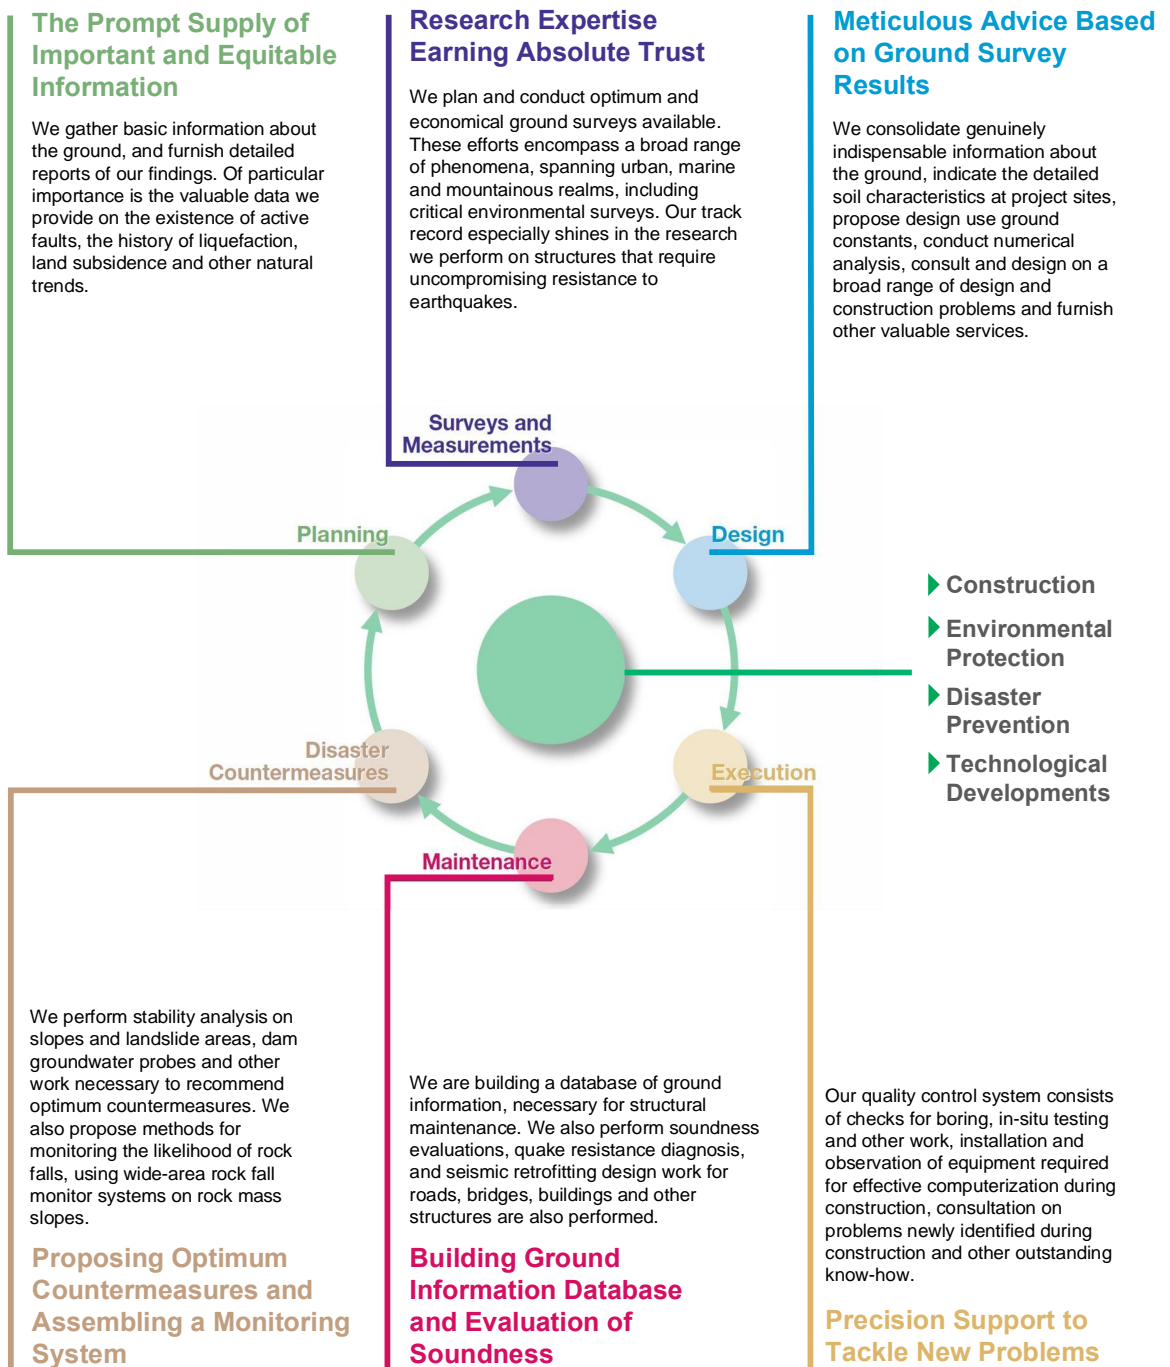 The Prompt Supply of
Important and Equitable
Information
We gather basic information about
the ground, and furnish detailed
reports of our findings. Of particular
importance is the valuable data we
provide on the existence of active
faults, the history of liquefaction,
land subsidence and other natural
trends.
Research Expertise
Earning Absolute Trust
We plan and conduct optimum and
economical ground surveys available.
These efforts encompass a broad range
of phenomena, spanning urban, marine
and mountainous realms, including
critical environmental surveys. Our track
record especially shines in the research
we perform on structures that require
uncompromising resistance to
earthquakes.
Meticulous Advice Based
on Ground Survey
Results
We consolidate genuinely
indispensable information about
the ground, indicate the detailed
soil characteristics at project sites,
propose design use ground
constants, conduct numerical
analysis, consult and design on a
broad range of design and
construction problems and furnish
other valuable services.
Surveys and
Measurements
Planning
Design
Construction
Environmental
Protection
Disaster
Prevention
Technological
Developments
Disaster
Countermeasures
Execution
Maintenance
We perform stability analysis on
slopes and landslide areas, dam
groundwater probes and other
work necessary to recommend
optimum countermeasures. We
also propose methods for
monitoring the likelihood of rock
falls, using wide-area rock fall
monitor systems on rock mass
slopes.
Proposing Optimum
Countermeasures and
Assembling a Monitoring
System
We are building a database of ground
information, necessary for structural
maintenance. We also perform soundness
evaluations, quake resistance diagnosis,
and seismic retrofitting design work for
roads, bridges, buildings and other
structures are also performed.
Building Ground
Information Database
and Evaluation of
Soundness
Our quality control system consists
of checks for boring, in-situ testing
and other work, installation and
observation of equipment required
for effective computerization during
construction, consultation on
problems newly identified during
construction and other outstanding
know-how.
Precision Support to
Tackle New Problems